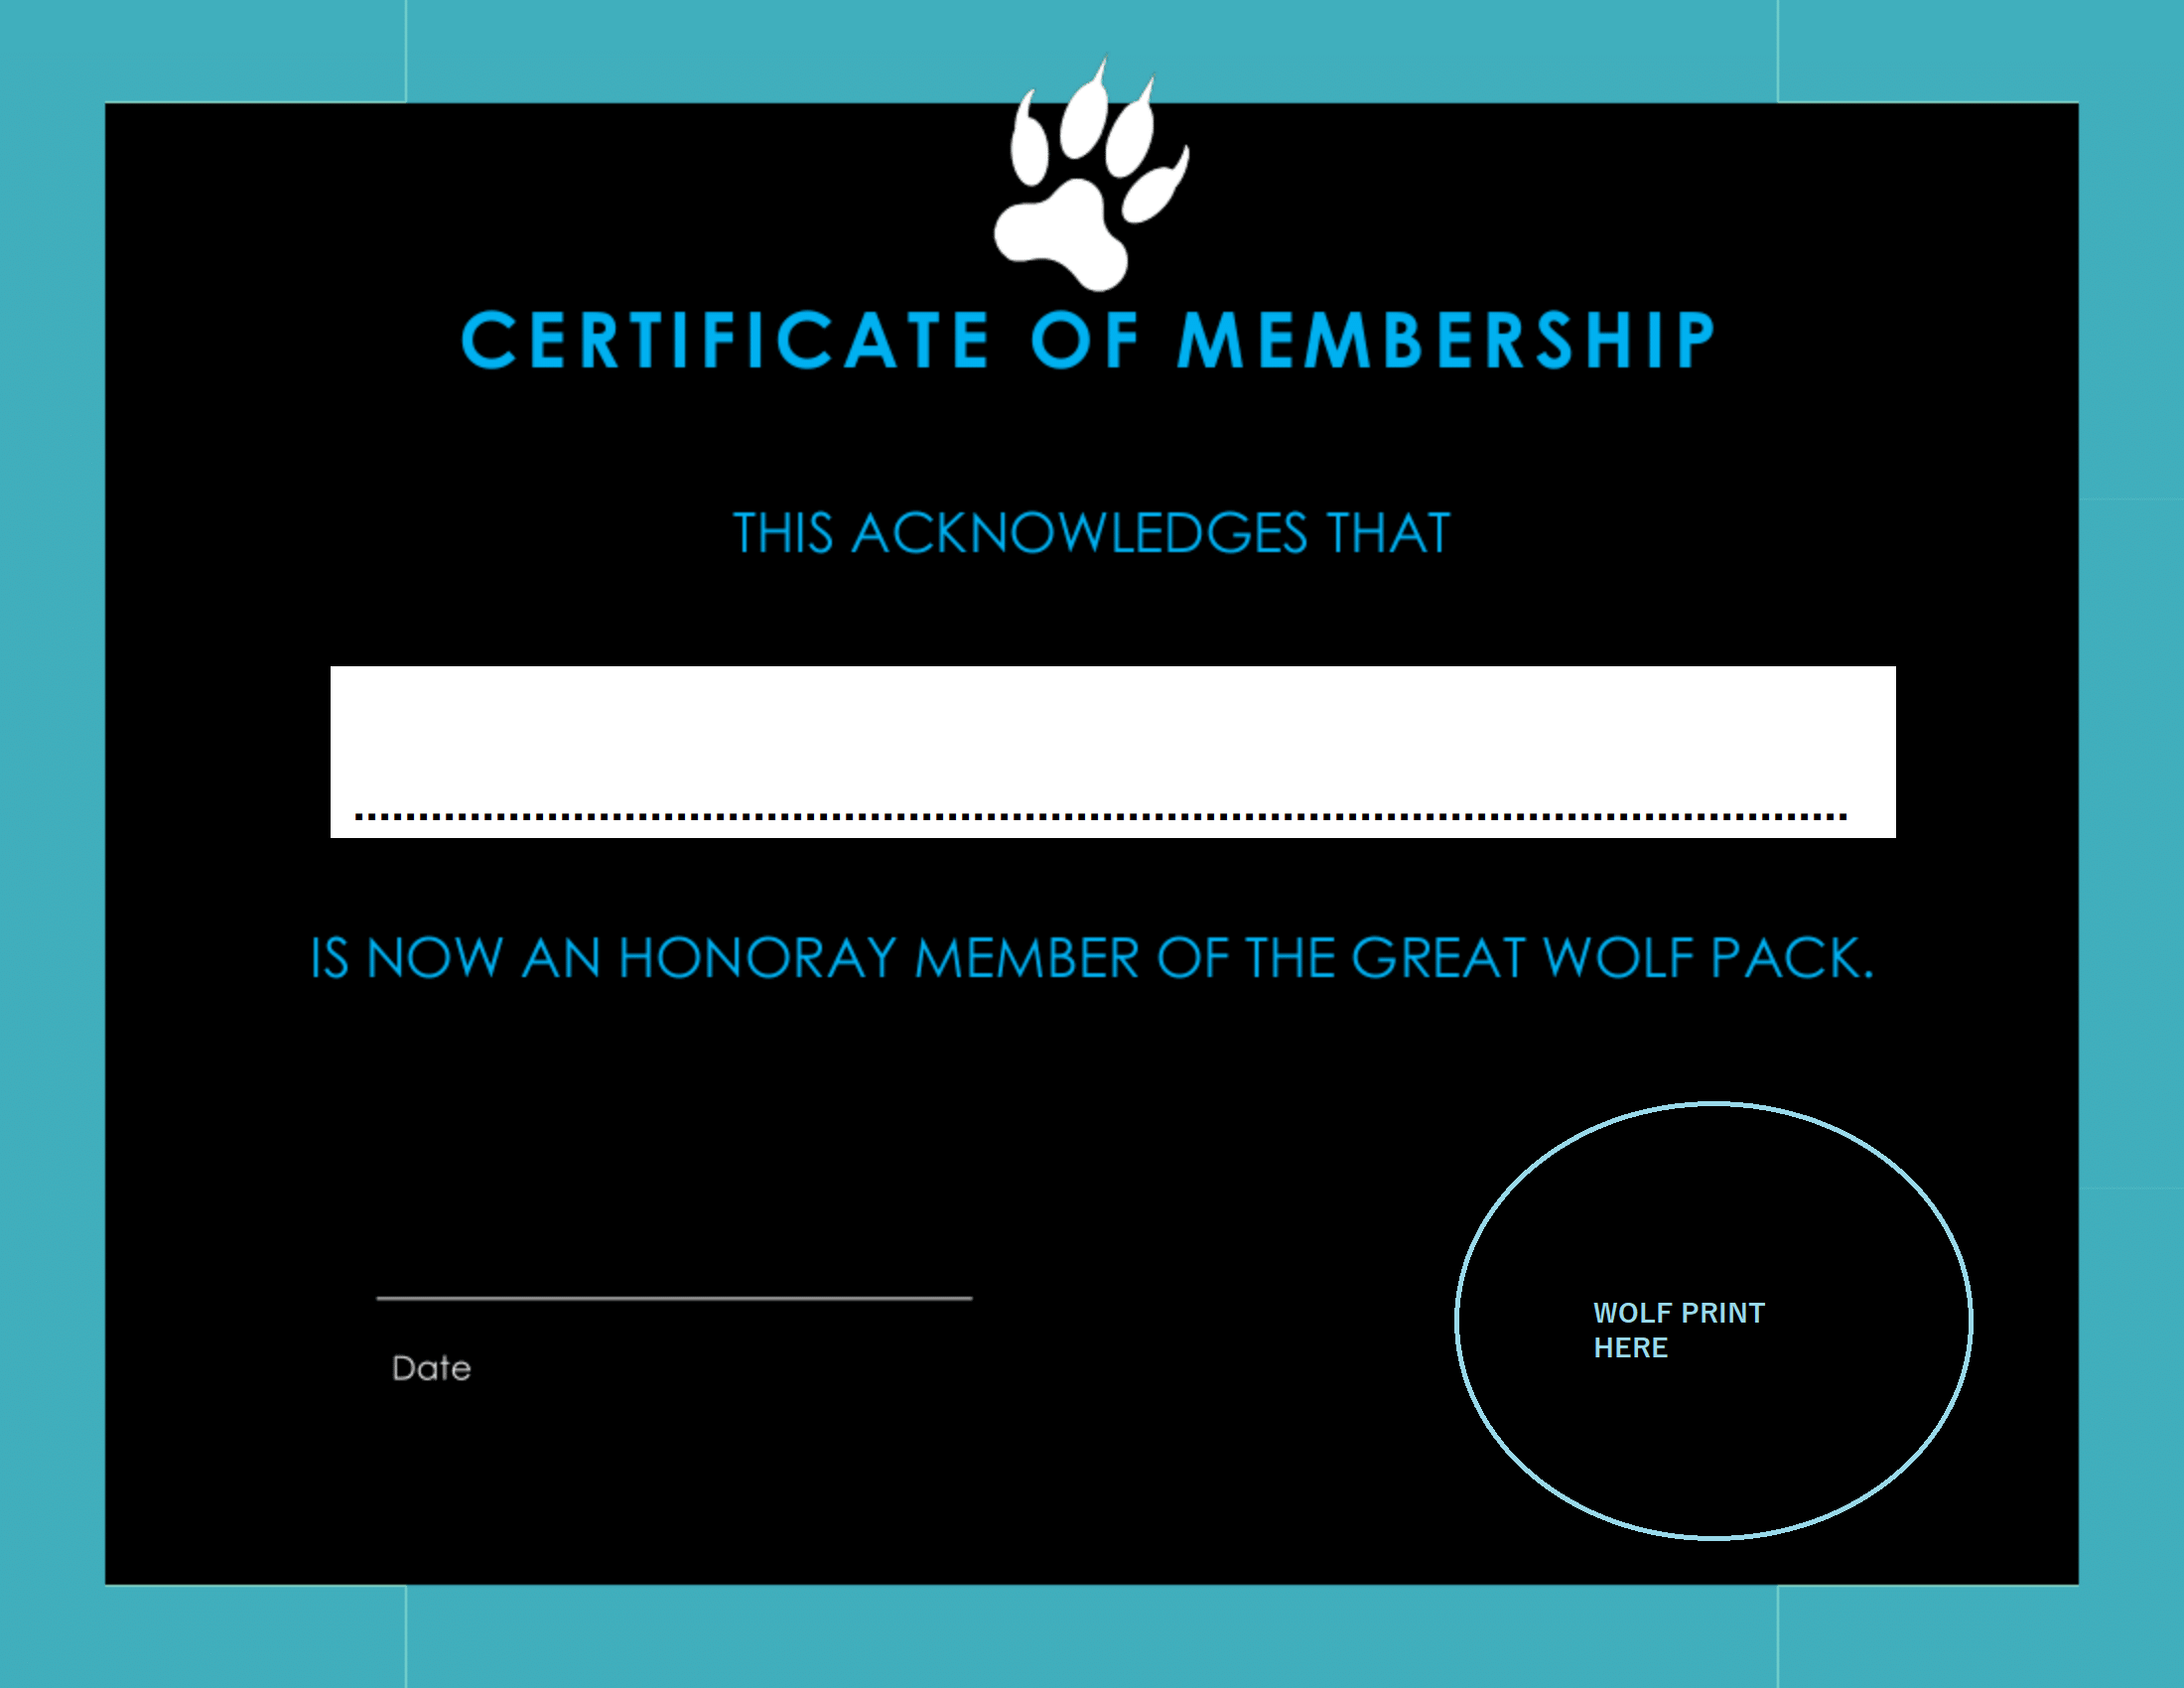 CERTIFICATE OF MEMBERSHIP
THIS ACKNOWLEDGES THAT
IS NOW AN HONORAY MEMBER OF THE GREAT WOLF PACK.
WOLF PRINT
HERE
Date